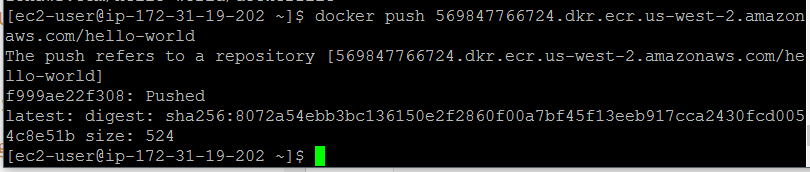 [ec2-user@ip-172-31-19-202 ~]$ docker push 569847766724.dkr.ecr.us-west-2.amazon
aws.com/hello-world
The push refers to a repository [569847766724.dkr.ecr.us-west-2.amazonaws.com/he
llo-world]
f999ae22f308: Pushed
latest: digest: sha256:8072a54ebb3bc136150e2f2860f00a7bf45f13eeb917cca2430fcd005
4c8e51b size: 524
[ec2-user@ip-172-31-19-202 ~]$